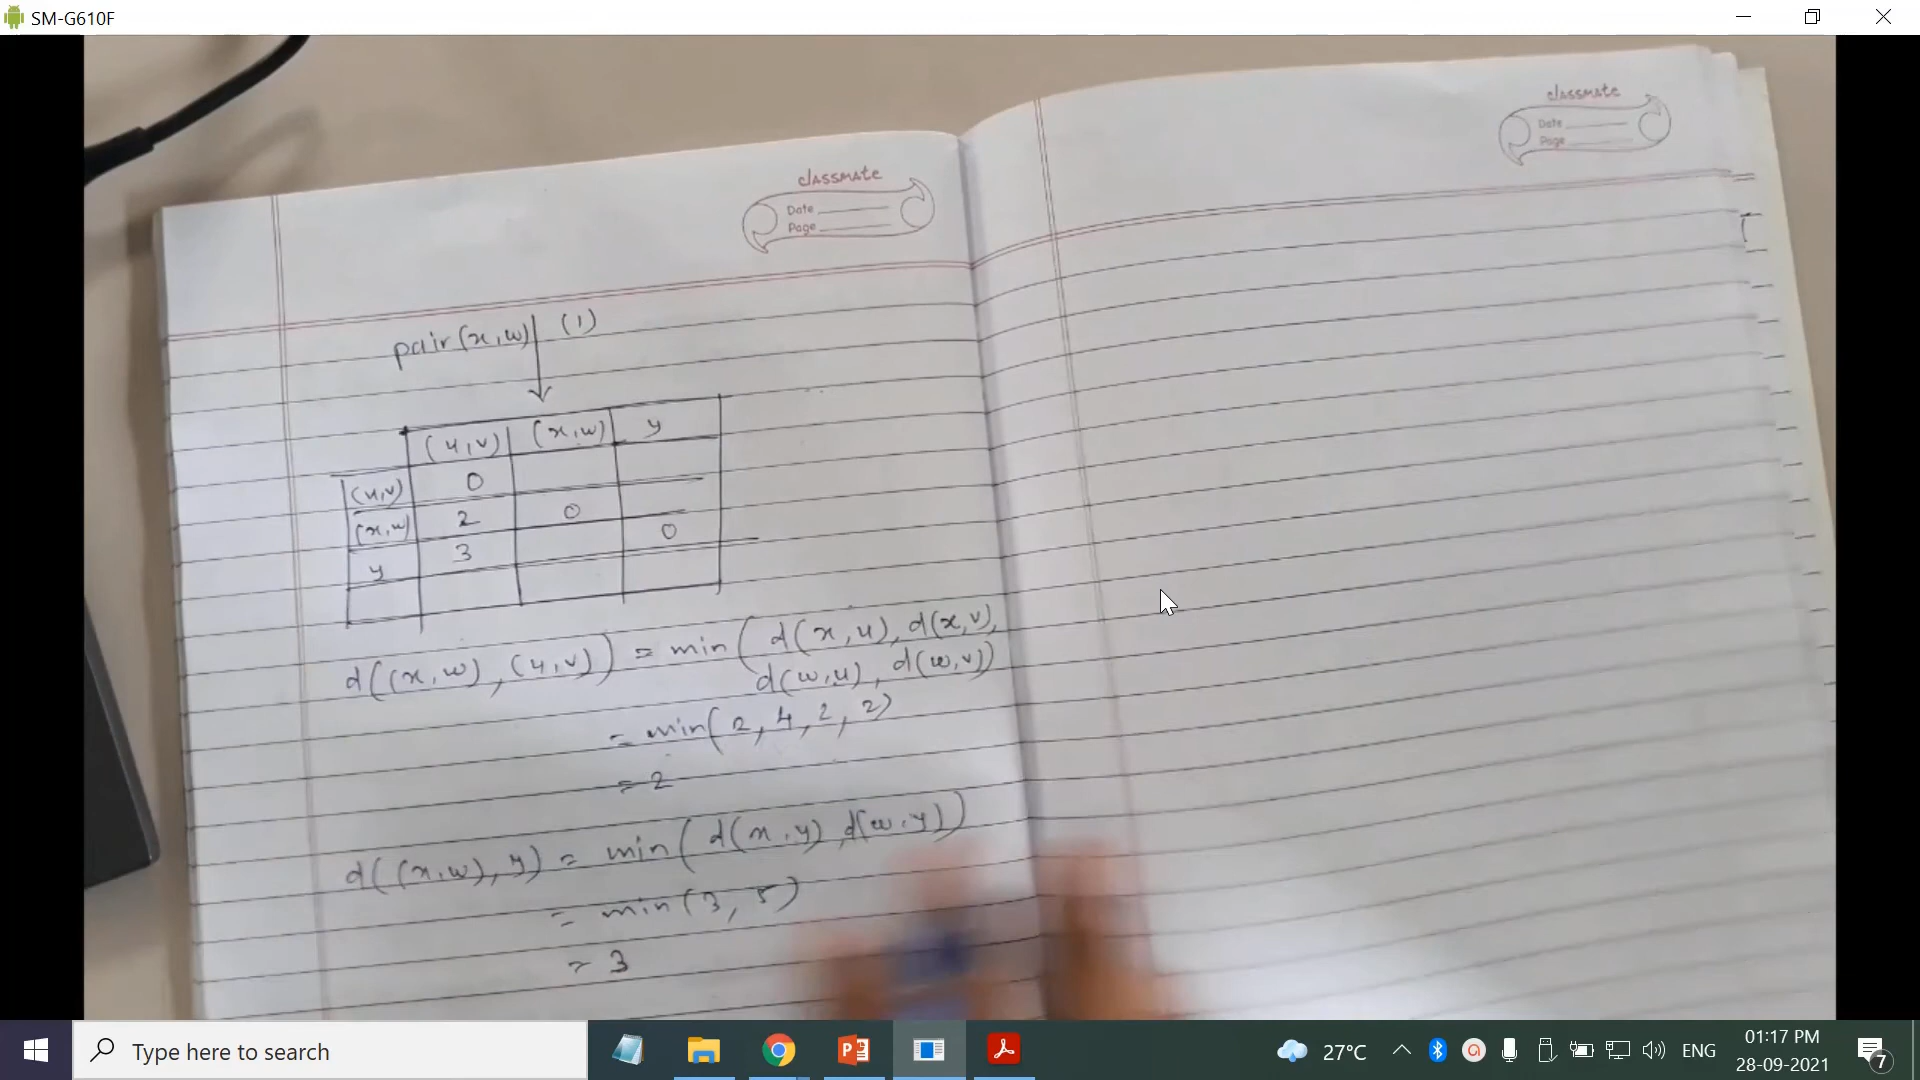 SM-G610F
classmate
Date
Page
classmate
Date
Page
pair (x,w) (1)
(u,v) (x,w) y
(u,v) 0
(x,w) 2 0
y 3 0
d((x,w),(u,v)) = min(d(x,u), d(x,v),
d(w,u), d(w,v))
= min(2, 4, 2, 2)
= 2
d((x,w),y) = min(d(x,y) d(w,y))
= min(3, 5)
= 3
Type here to search
27°C
ENG
01:17 PM
28-09-2021
7